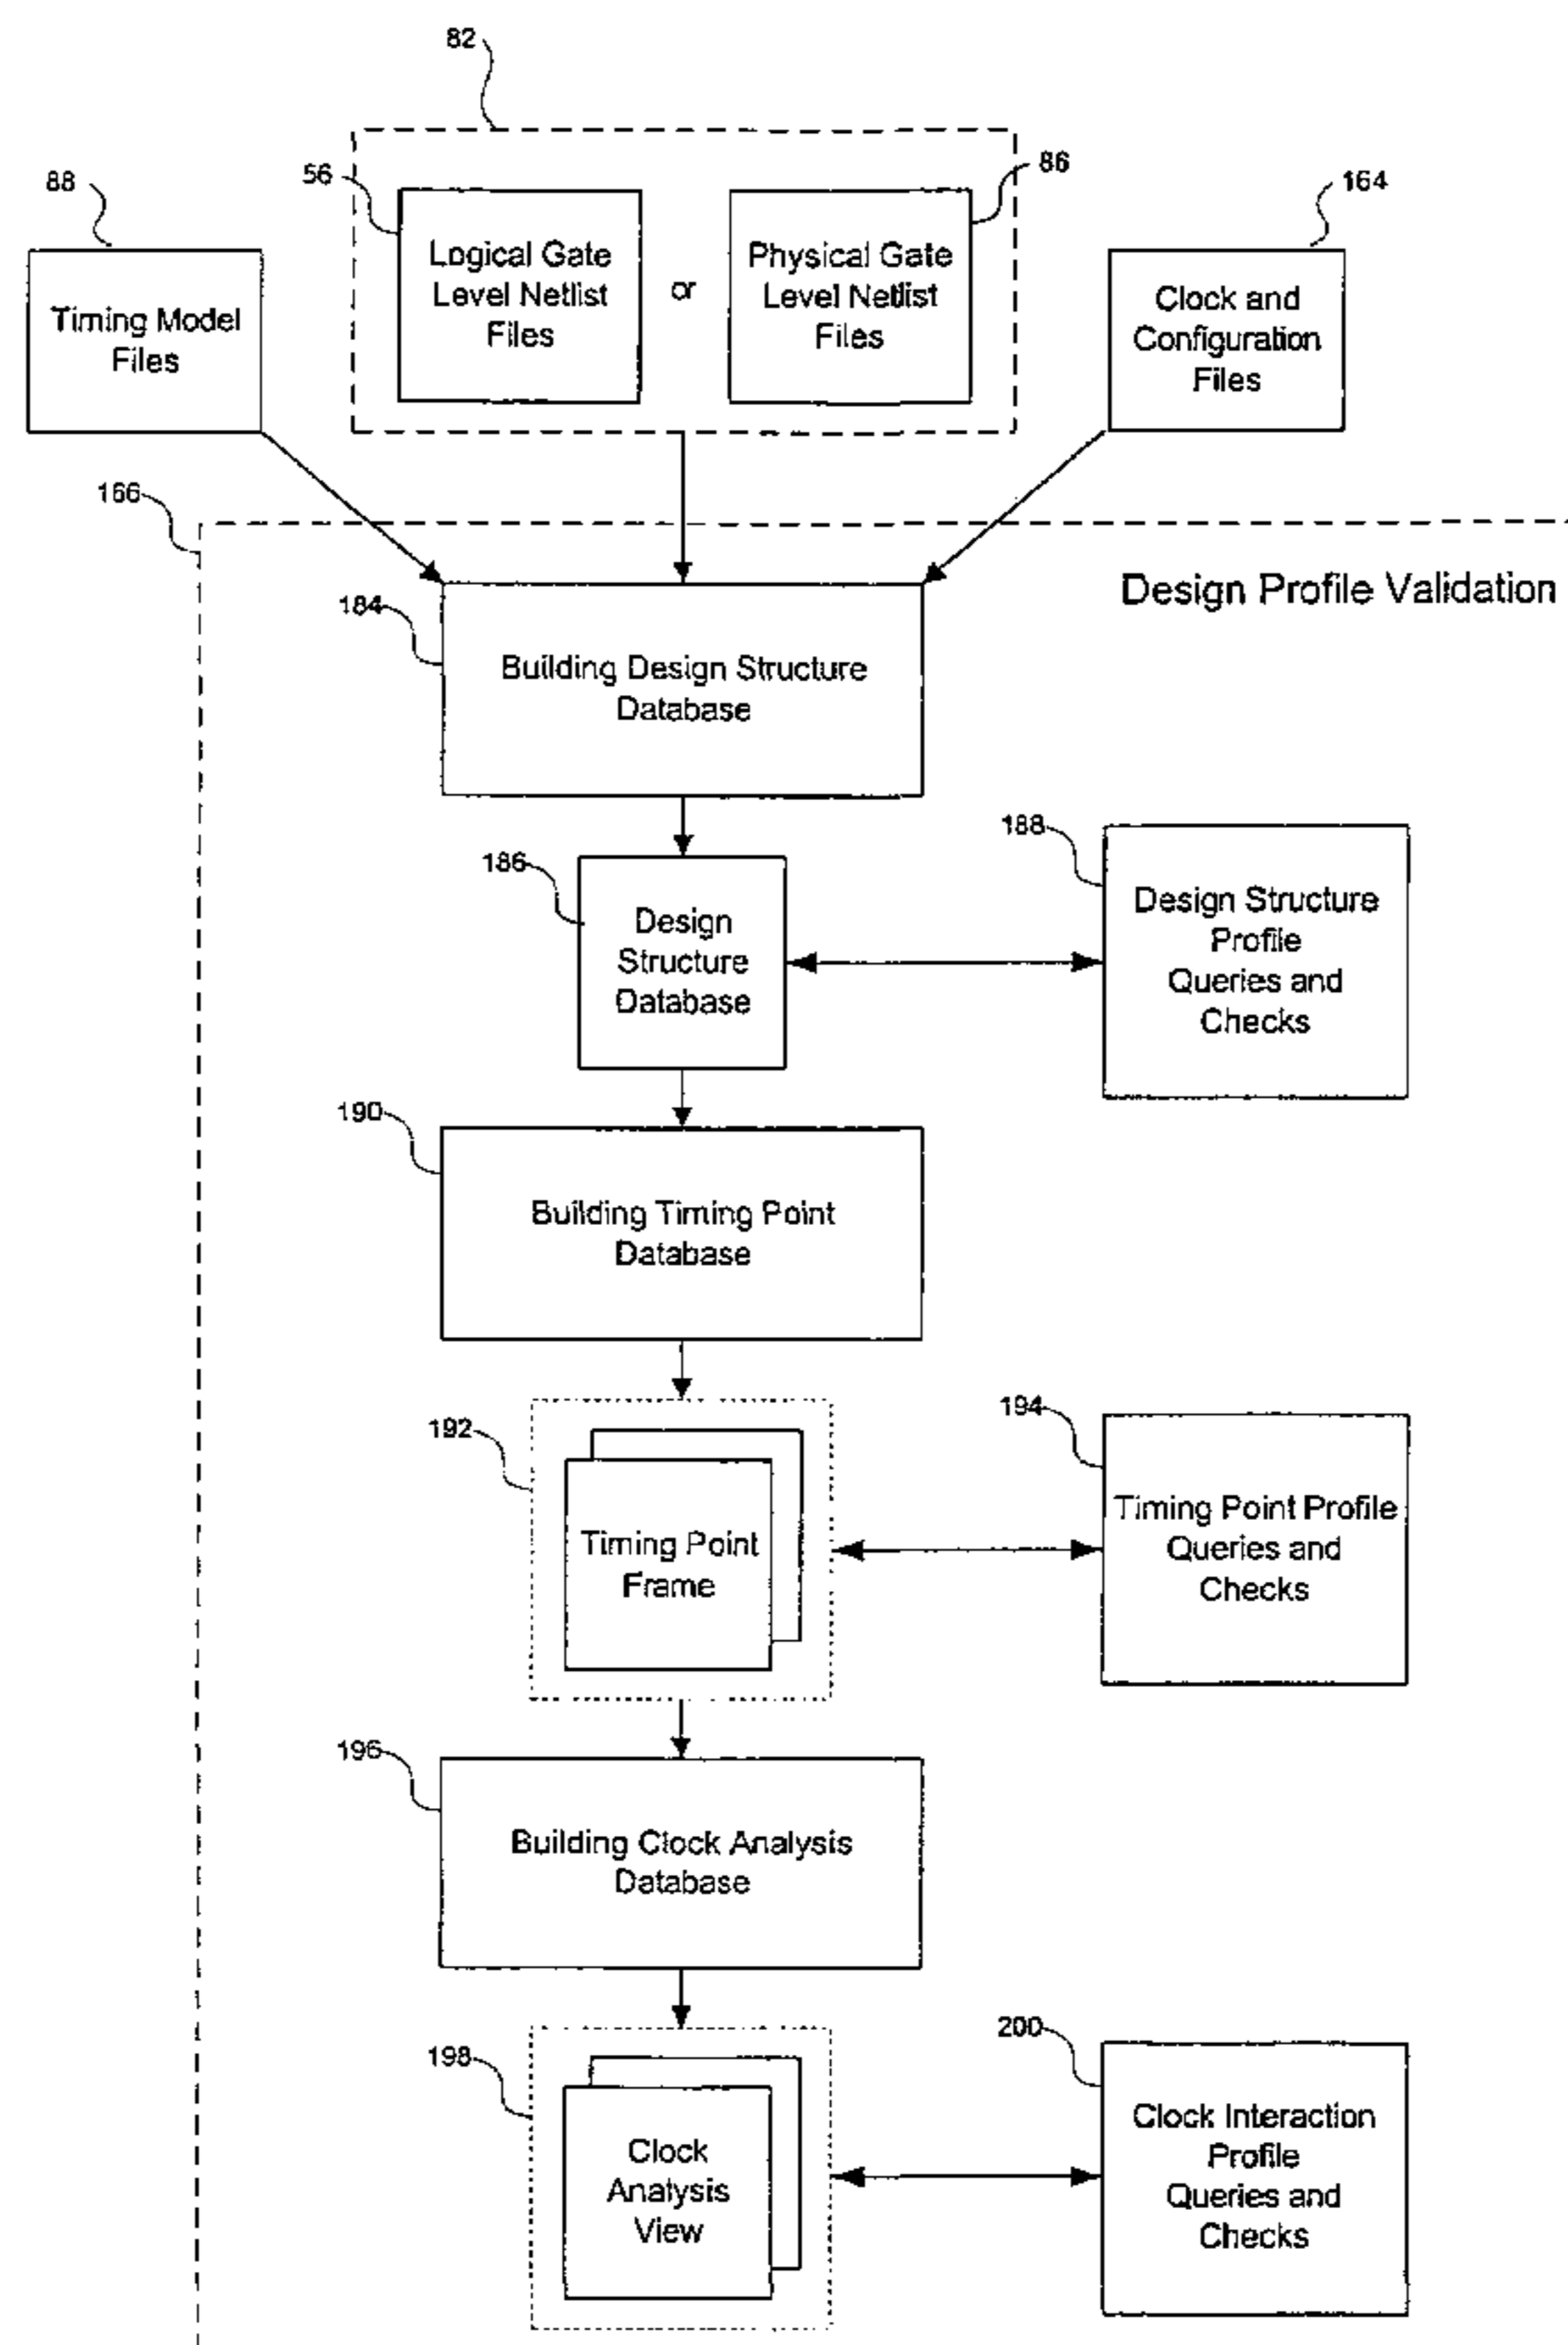 82
88
56
86
164
Timing Model
Files
Logical Gate
Level Netlist
Files
or
Physical Gate
Level Netlist
Files
Clock and
Configuration
Files
166
Design Profile Validation
184
Building Design Structure
Database
186
Design
Structure
Database
188
Design Structure
Profile
Queries and
Checks
190
Building Timing Point
Database
192
Timing Point
Frame
194
Timing Point Profile
Queries and
Checks
196
Building Clock Analysis
Database
198
Clock
Analysis
View
200
Clock Interaction
Profile
Queries and
Checks